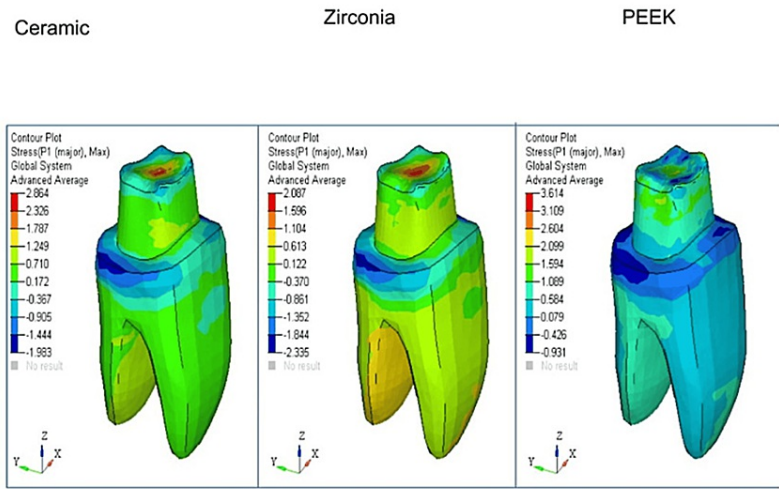 Ceramic
Zirconia
PEEK
Contour Plot
Stress(P1 (major), Max)
Global System
Advanced Average
2.864
2.326
1.787
1.249
0.710
0.172
-0.367
-0.905
-1.444
-1.983
No result
Z
Y
X
Contour Plot
Stress(P1 (major), Max)
Global System
Advanced Average
2.087
1.596
1.104
0.613
0.122
-0.370
-0.861
-1.352
-1.844
-2.335
No result
Z
Y
X
Contour Plot
Stress(P1 (major), Max)
Global System
Advanced Average
3.614
3.109
2.604
2.099
1.594
1.089
0.584
0.079
-0.426
-0.931
No result
Z
Y
X